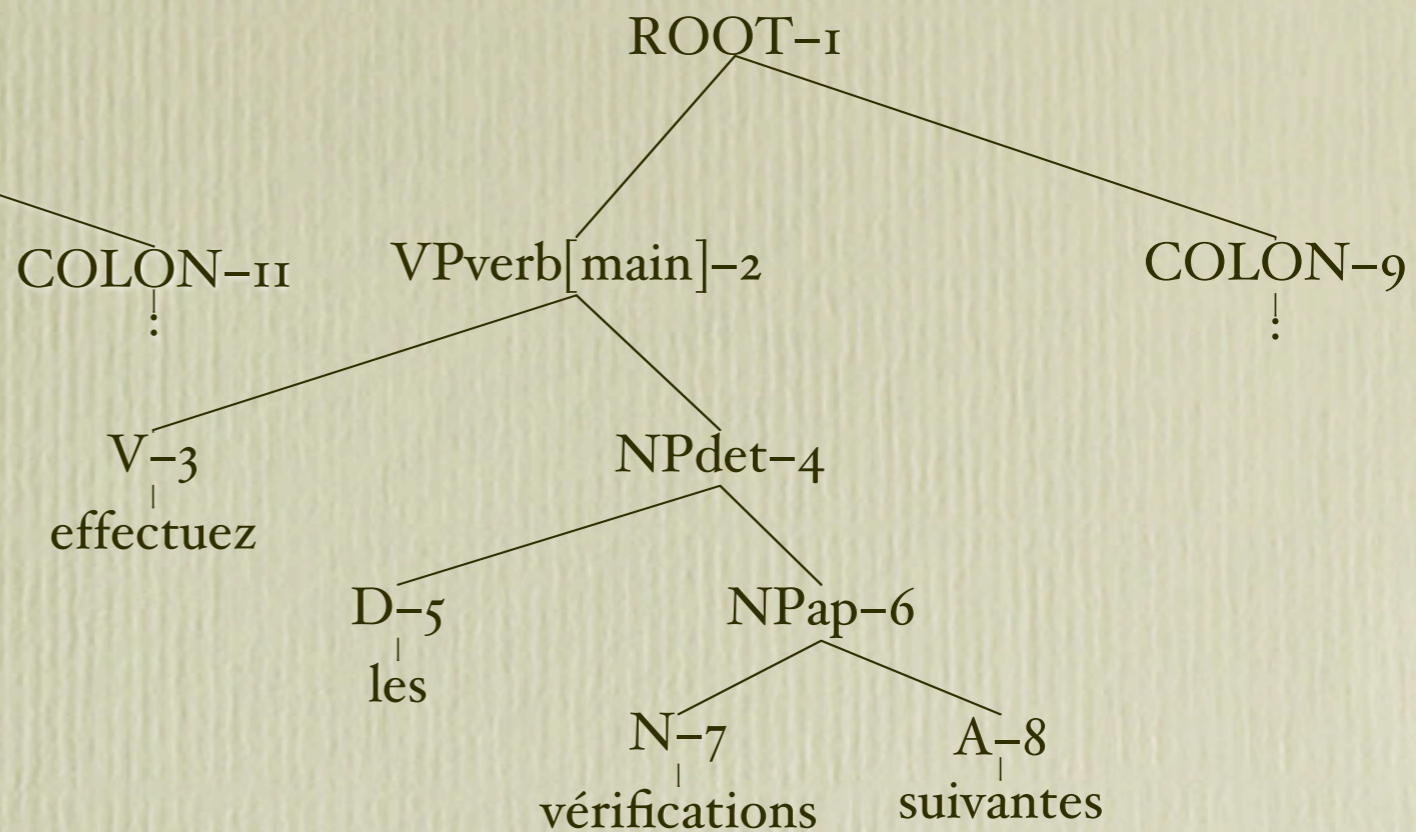 ROOT–1
COLON–11
VPverb[main]–2
COLON–9
:
:
V–3
NPdet–4
effectuez
D–5
NPap–6
les
N–7
A–8
vérifications
suivantes